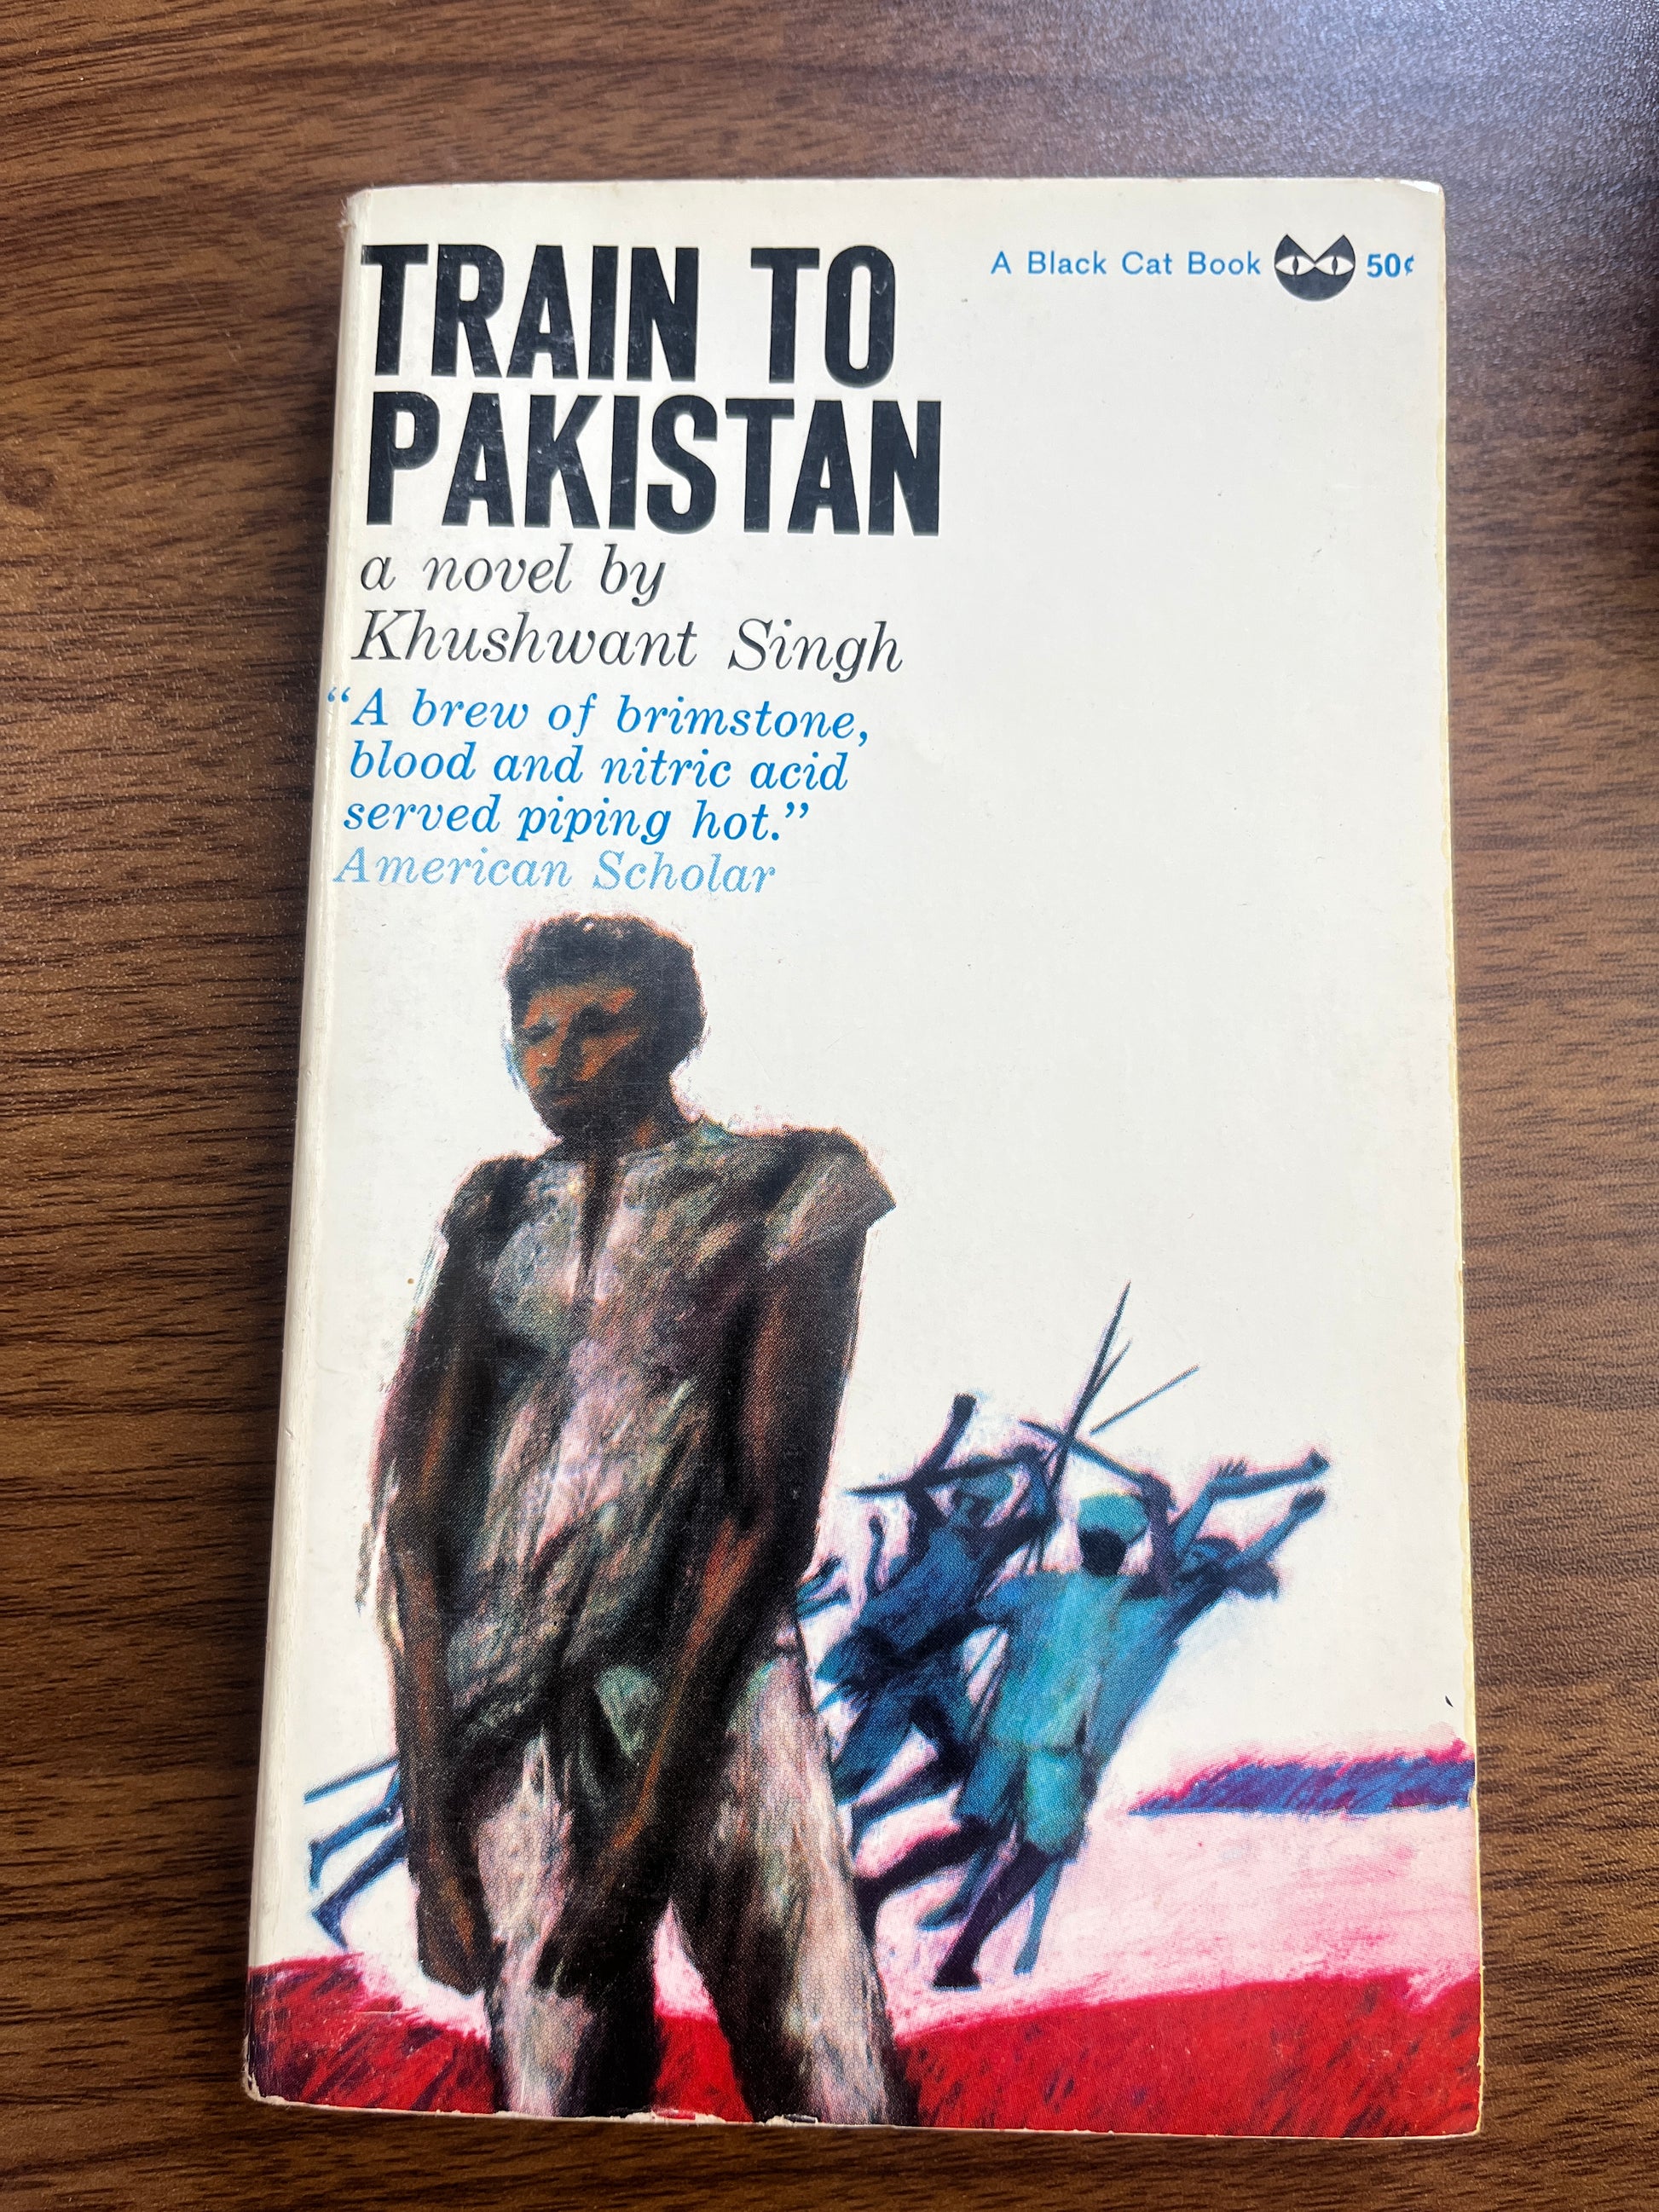 A Black Cat Book 50¢
TRAIN TO
PAKISTAN
a novel by
Khushwant Singh
“A brew of brimstone,
blood and nitric acid
served piping hot.”
American Scholar